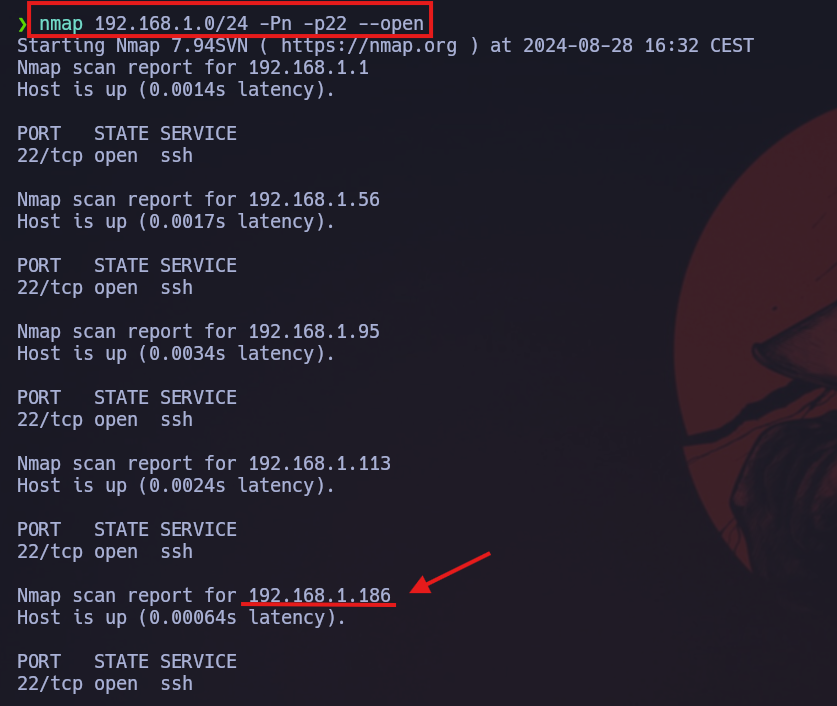 ❯ nmap 192.168.1.0/24 -Pn -p22 --open
Starting Nmap 7.94SVN ( https://nmap.org ) at 2024-08-28 16:32 CEST
Nmap scan report for 192.168.1.1
Host is up (0.0014s latency).
PORT   STATE SERVICE
22/tcp open  ssh
Nmap scan report for 192.168.1.56
Host is up (0.0017s latency).
PORT   STATE SERVICE
22/tcp open  ssh
Nmap scan report for 192.168.1.95
Host is up (0.0034s latency).
PORT   STATE SERVICE
22/tcp open  ssh
Nmap scan report for 192.168.1.113
Host is up (0.0024s latency).
PORT   STATE SERVICE
22/tcp open  ssh
Nmap scan report for 192.168.1.186
Host is up (0.00064s latency).
PORT   STATE SERVICE
22/tcp open  ssh